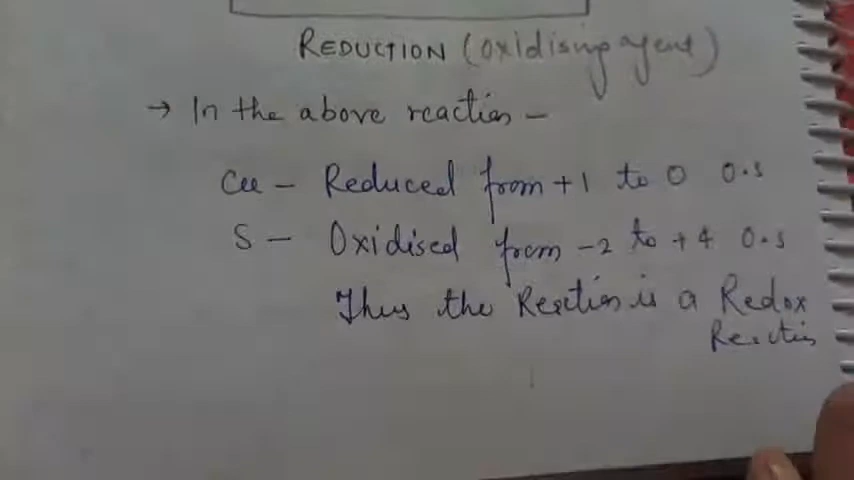 REDUCTION (Oxidising agent)
→ In the above reaction -
Cu - Reduced from +1 to 0 O.S
S - Oxidised from -2 to +4 O.S
Thus the Reaction is a Redox
Reaction